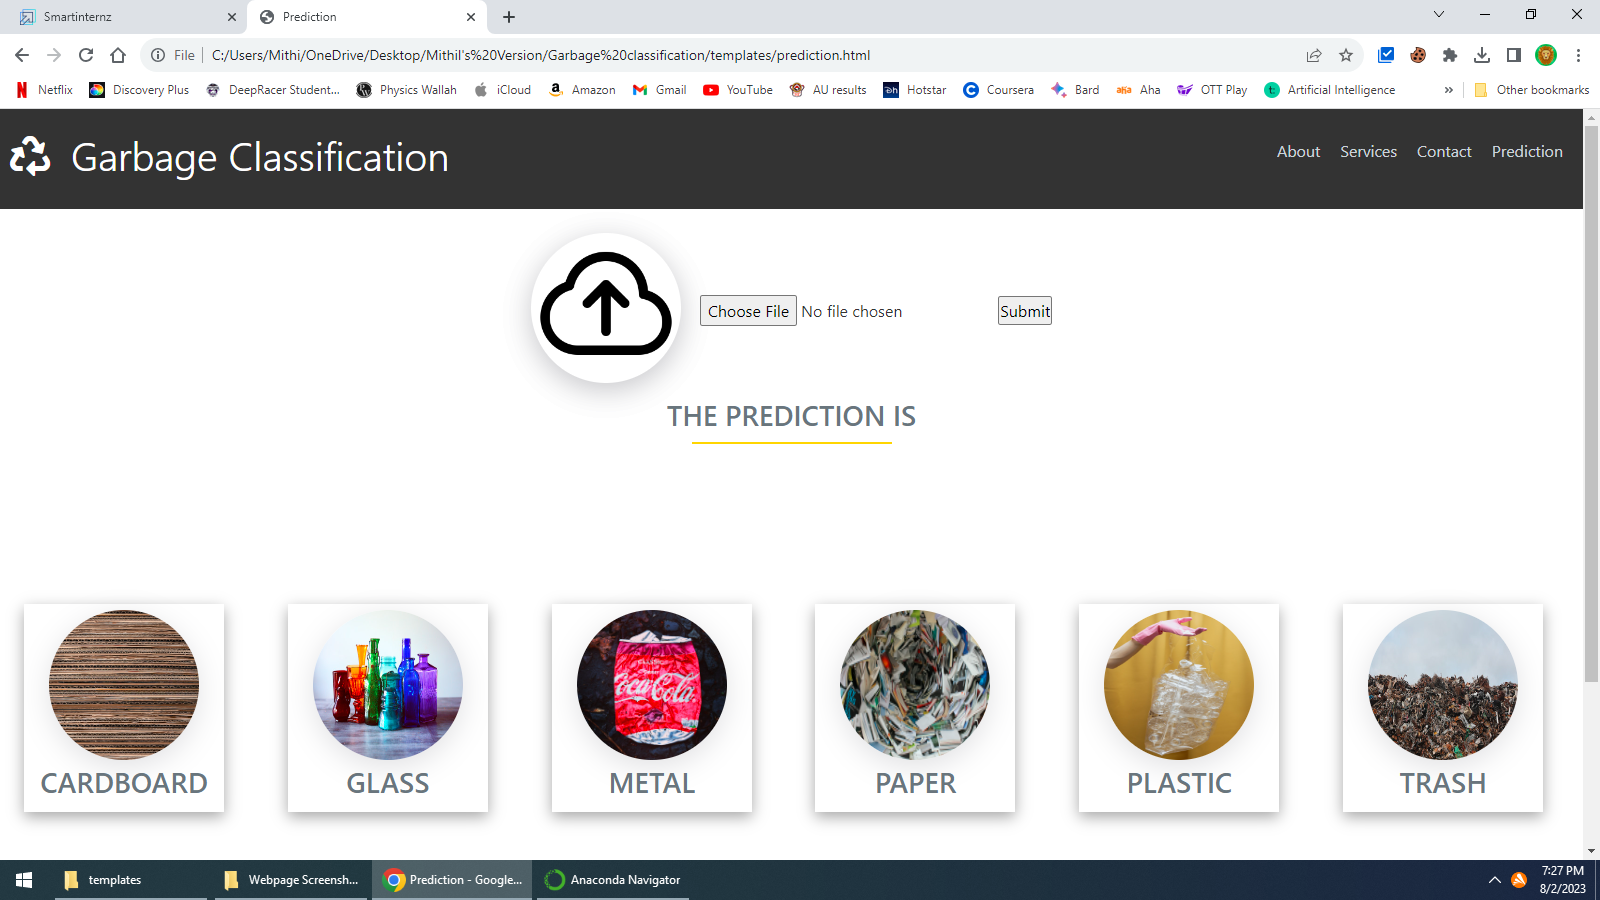 Smartinternz
Prediction
File
C:/Users/Mithi/OneDrive/Desktop/Mithil's%20Version/Garbage%20classification/templates/prediction.html
Netflix
Discovery Plus
DeepRacer Student...
Physics Wallah
iCloud
Amazon
Gmail
YouTube
AU results
Hotstar
Coursera
Bard
Aha
OTT Play
Artificial Intelligence
Other bookmarks
Garbage Classification
About
Services
Contact
Prediction
Choose File
No file chosen
Submit
THE PREDICTION IS
Coca-Cola
CARDBOARD
GLASS
METAL
PAPER
PLASTIC
TRASH
templates
Webpage Screensh...
Prediction - Google...
Anaconda Navigator
7:27 PM
8/2/2023